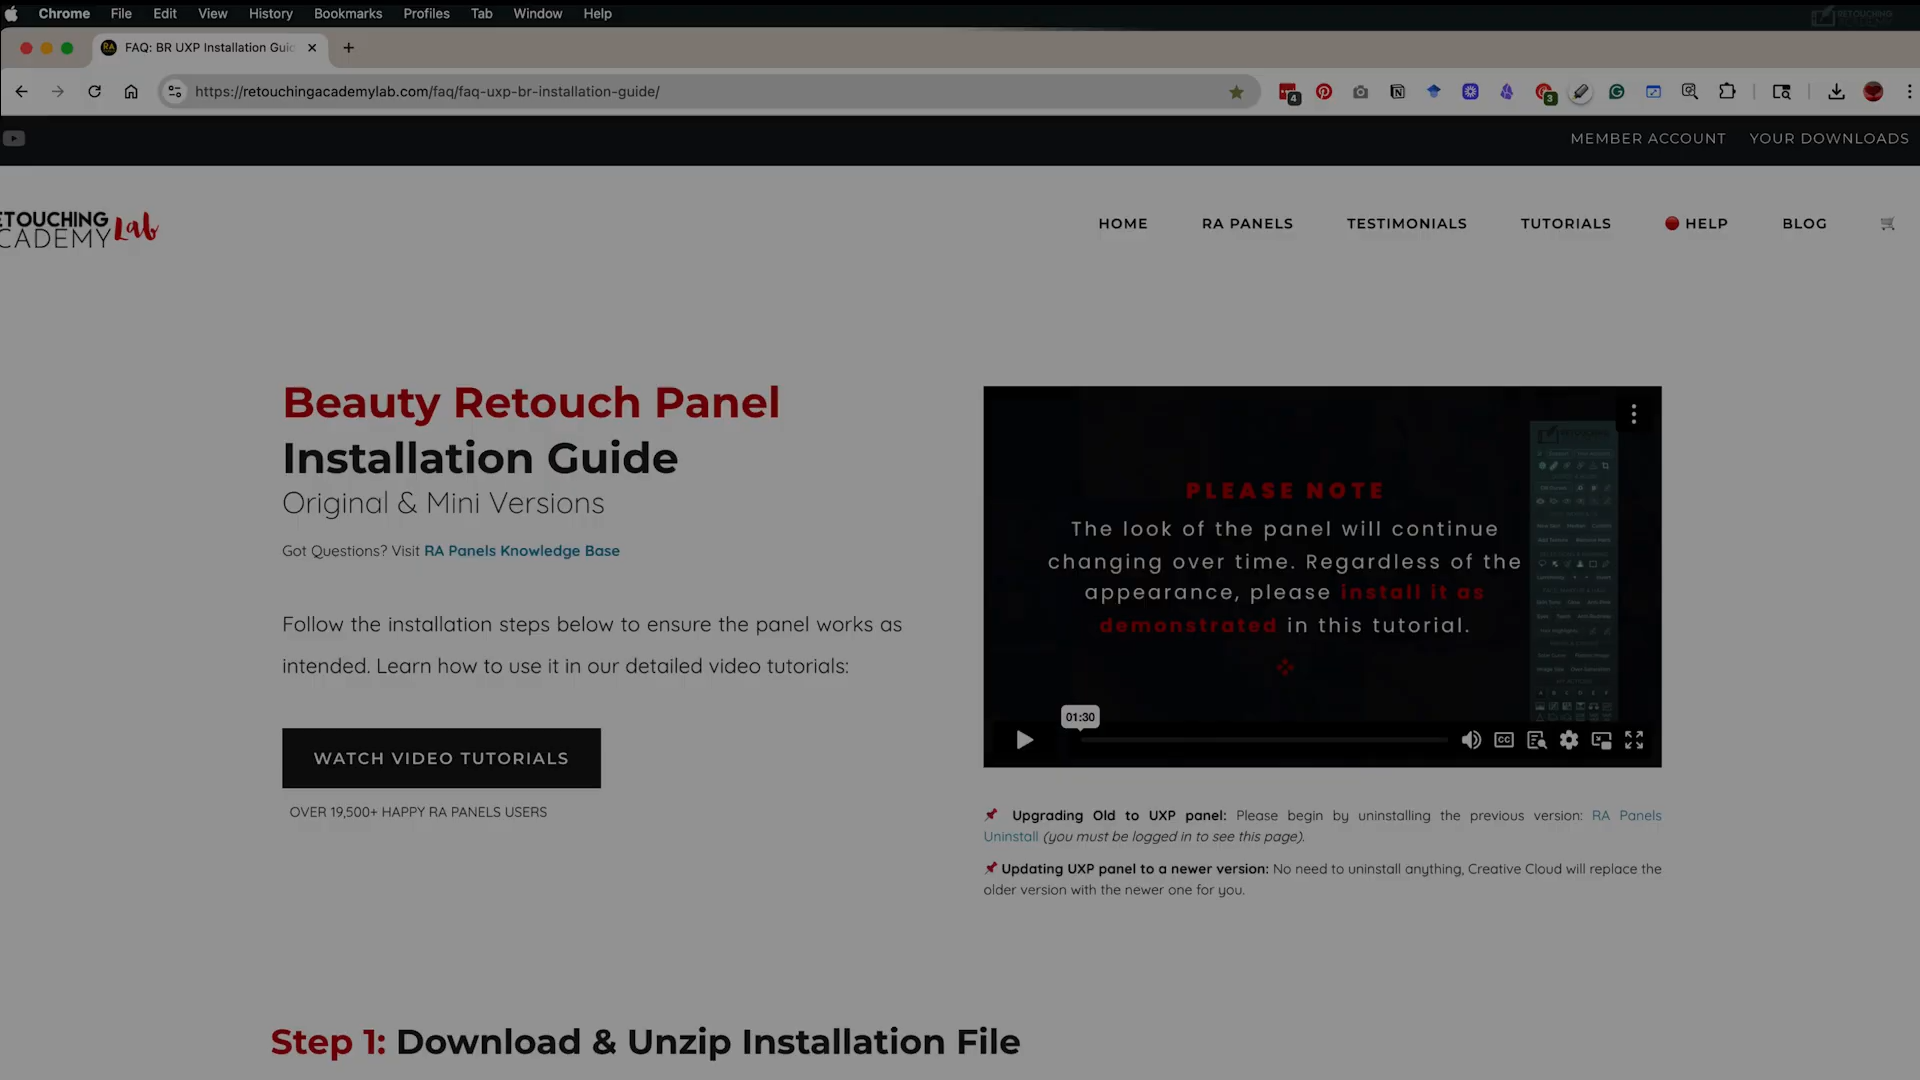 Chrome File Edit View History Bookmarks Profiles Tab Window Help
RETOUCHING
FAQ: BR UXP Installation Guid
https://retouchingacademylab.com/faq/faq-uxp-br-installation-guide/
4
3
MEMBER ACCOUNT YOUR DOWNLOADS
ETOUCHING
CADEMY Lab
HOME RA PANELS TESTIMONIALS TUTORIALS HELP BLOG
Beauty Retouch Panel
Installation Guide
Original & Mini Versions
Got Questions? Visit RA Panels Knowledge Base
Follow the installation steps below to ensure the panel works as
intended. Learn how to use it in our detailed video tutorials:
WATCH VIDEO TUTORIALS
OVER 19,500+ HAPPY RA PANELS USERS
PLEASE NOTE
The look of the panel will continue
changing over time. Regardless of the
appearance, please install it as
demonstrated in this tutorial.
01:30
CC
Upgrading Old to UXP panel: Please begin by uninstalling the previous version: RA Panels
Uninstall (you must be logged in to see this page).
Updating UXP panel to a newer version: No need to uninstall anything, Creative Cloud will replace the
older version with the newer one for you.
Step 1: Download & Unzip Installation File